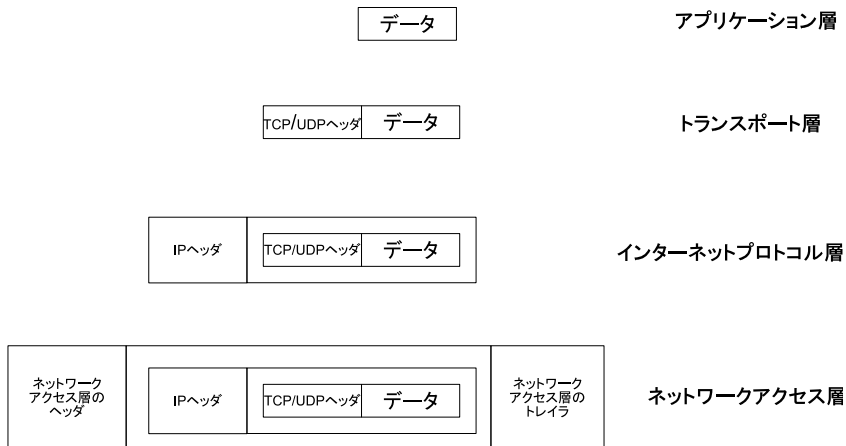 データ
アプリケーション層
TCP/UDPヘッダ
データ
トランスポート層
IPヘッダ
TCP/UDPヘッダ
データ
インターネットプロトコル層
ネットワーク
アクセス層の
ヘッダ
IPヘッダ
TCP/UDPヘッダ
データ
ネットワーク
アクセス層の
トレイラ
ネットワークアクセス層